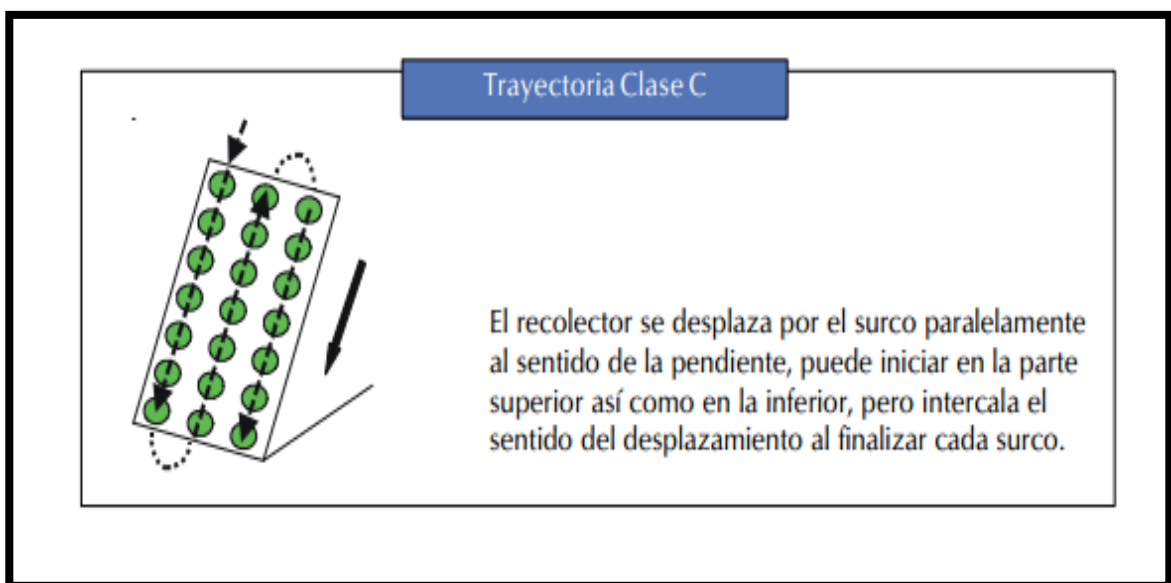 Trayectoria Clase C
El recolector se desplaza por el surco paralelamente
al sentido de la pendiente, puede iniciar en la parte
superior así como en la inferior, pero intercala el
sentido del desplazamiento al finalizar cada surco.